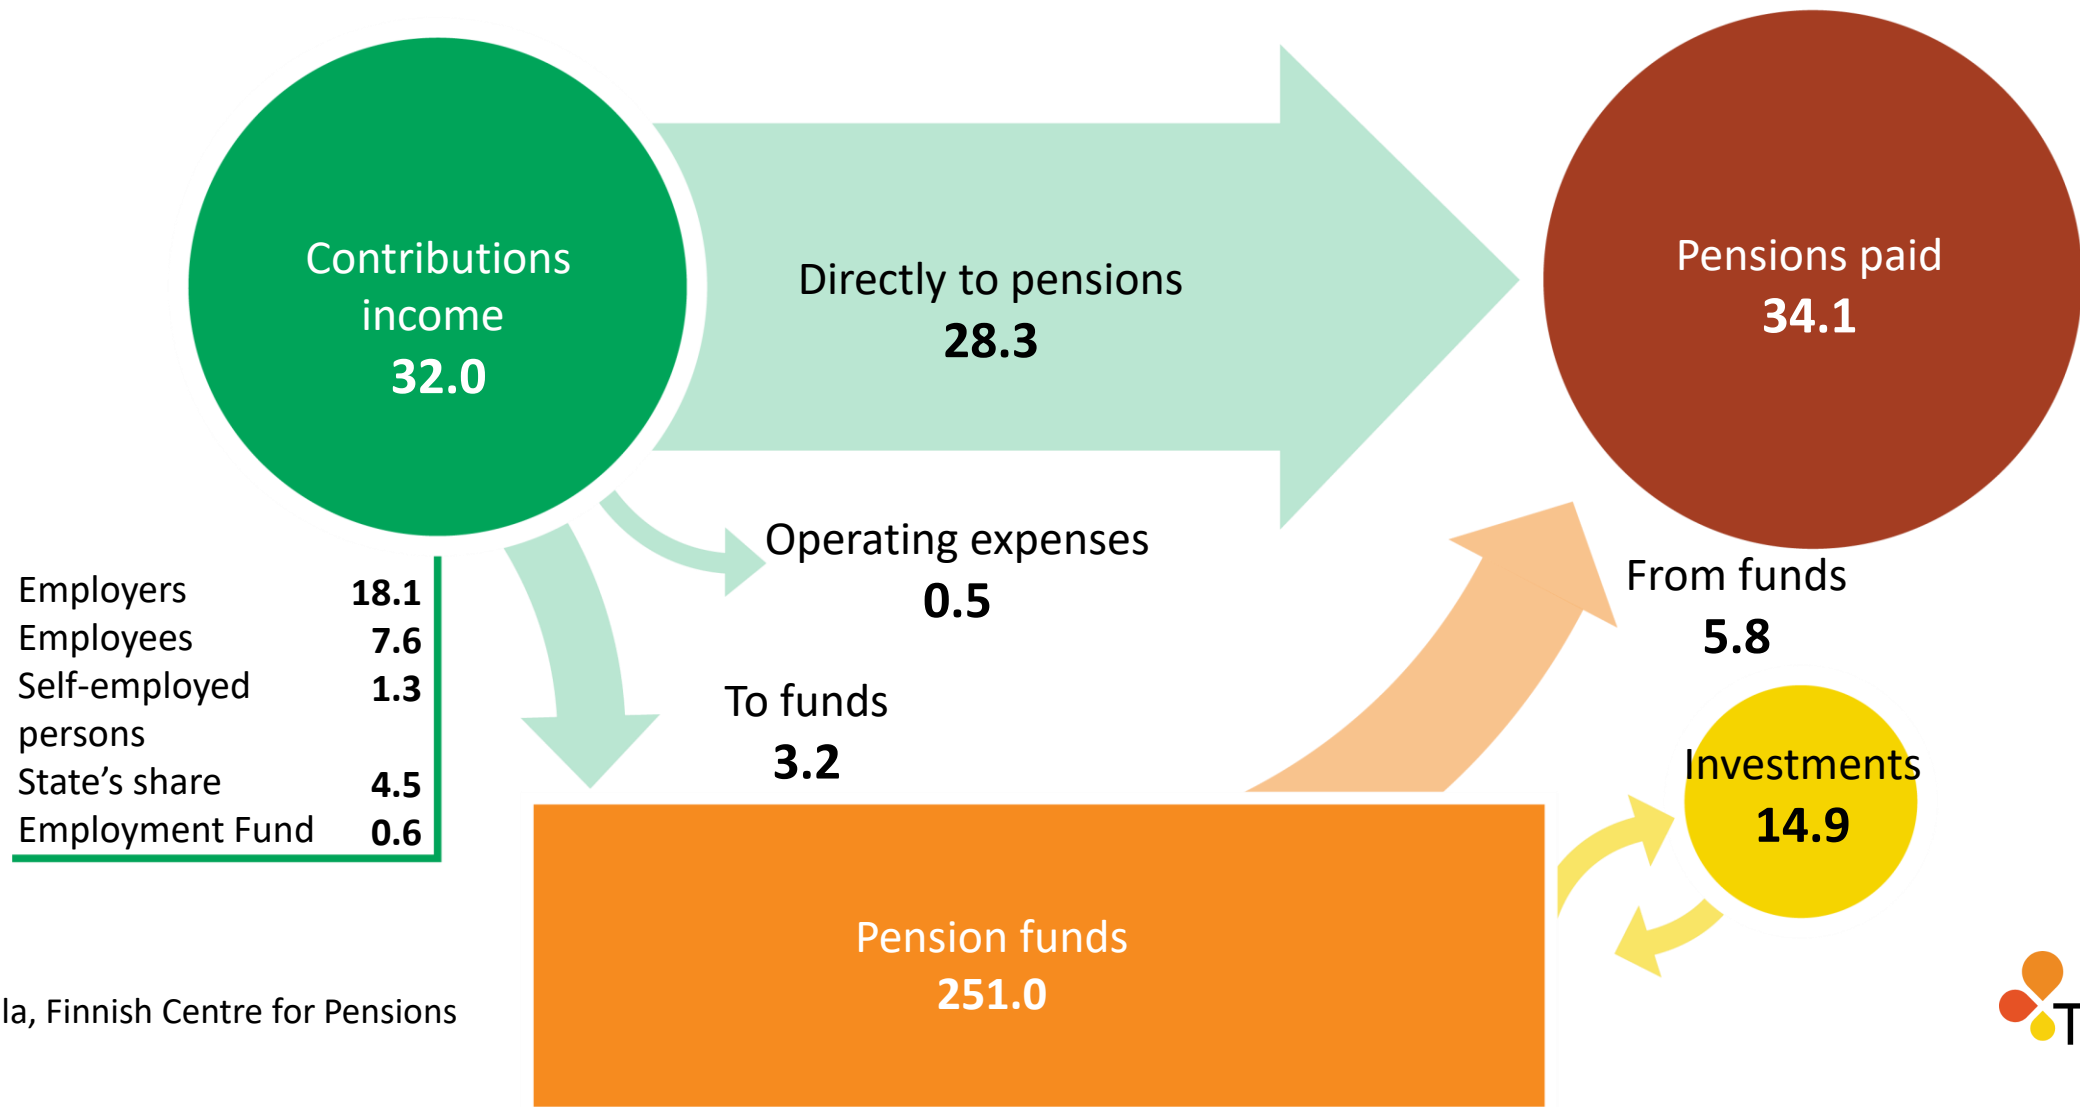 Contributions
income
32.0
Directly to pensions
28.3
Pensions paid
34.1
Operating expenses
0.5
From funds
5.8
Employers 18.1
Employees 7.6
Self-employed 1.3
persons
State’s share 4.5
Employment Fund 0.6
To funds
3.2
Investments
14.9
Pension funds
251.0
la, Finnish Centre for Pensions
T